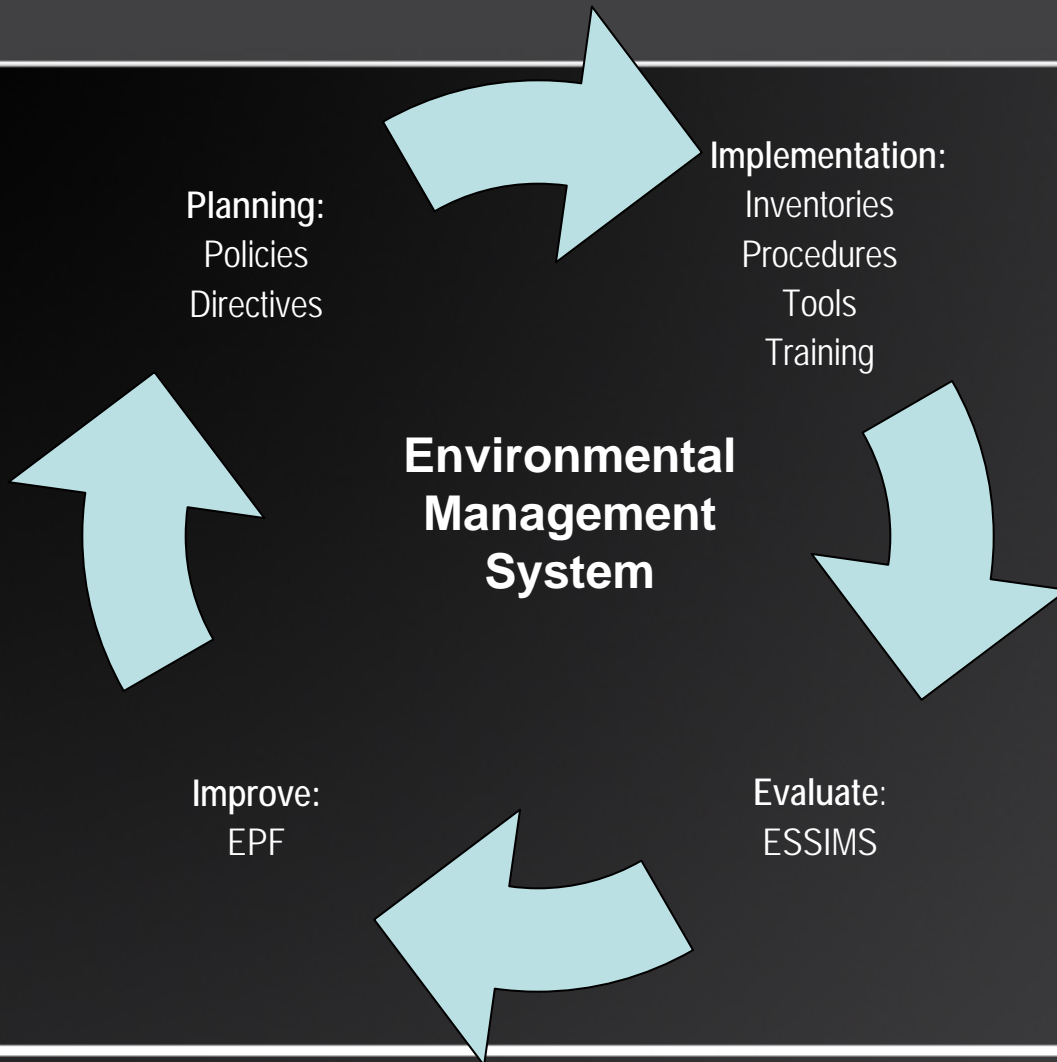 Planning:
Policies
Directives
Implementation:
Inventories
Procedures
Tools
Training
Environmental
Management
System
Improve:
EPF
Evaluate:
ESSIMS